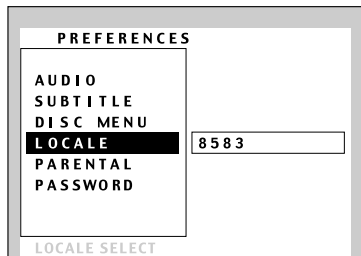 PREFERENCES
AUDIO
SUBTITLE
DISC MENU
LOCALE 8583
PARENTAL
PASSWORD
LOCALE SELECT